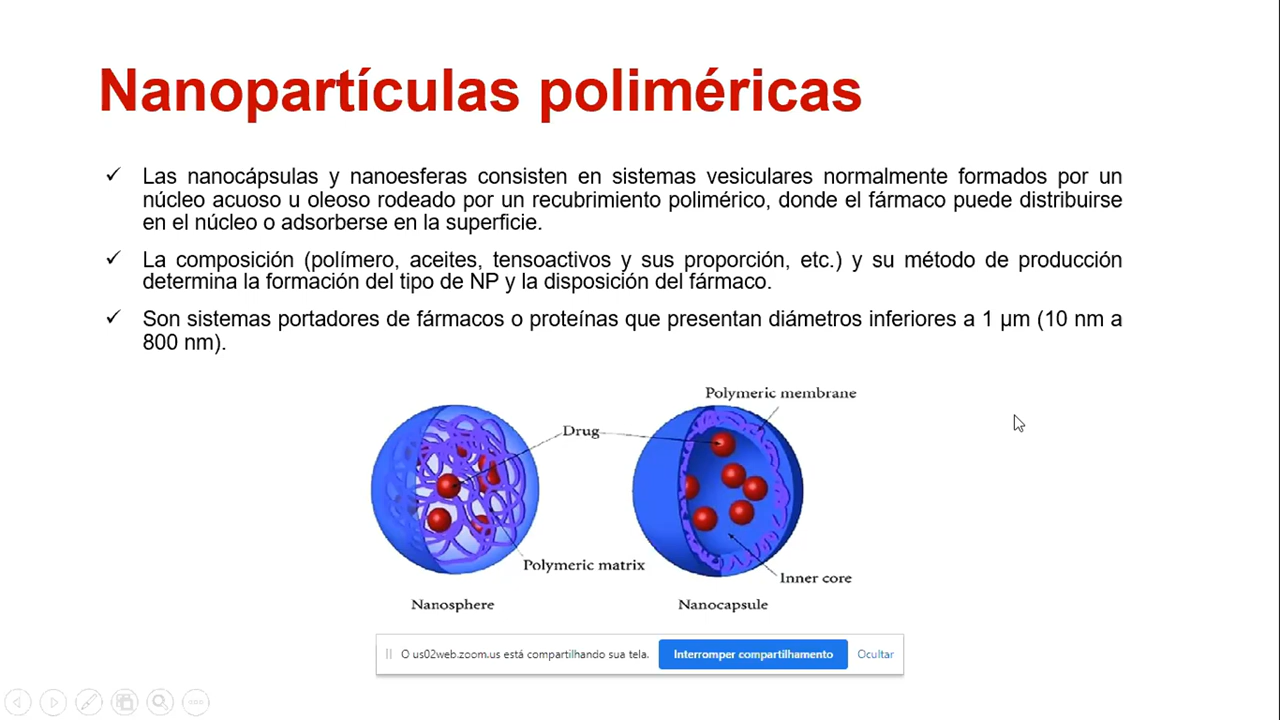 Nanopartículas poliméricas
✓ Las nanocápsulas y nanoesferas consisten en sistemas vesiculares normalmente formados por un
núcleo acuoso u oleoso rodeado por un recubrimiento polimérico, donde el fármaco puede distribuirse
en el núcleo o adsorberse en la superficie.
✓ La composición (polímero, aceites, tensoactivos y sus proporción, etc.) y su método de producción
determina la formación del tipo de NP y la disposición del fármaco.
✓ Son sistemas portadores de fármacos o proteínas que presentan diámetros inferiores a 1 µm (10 nm a
800 nm).
Polymeric membrane
Drug
Polymeric matrix
Inner core
Nanosphere
Nanocapsule
O us02web.zoom.us está compartilhando sua tela.
Interromper compartilhamento
Ocultar